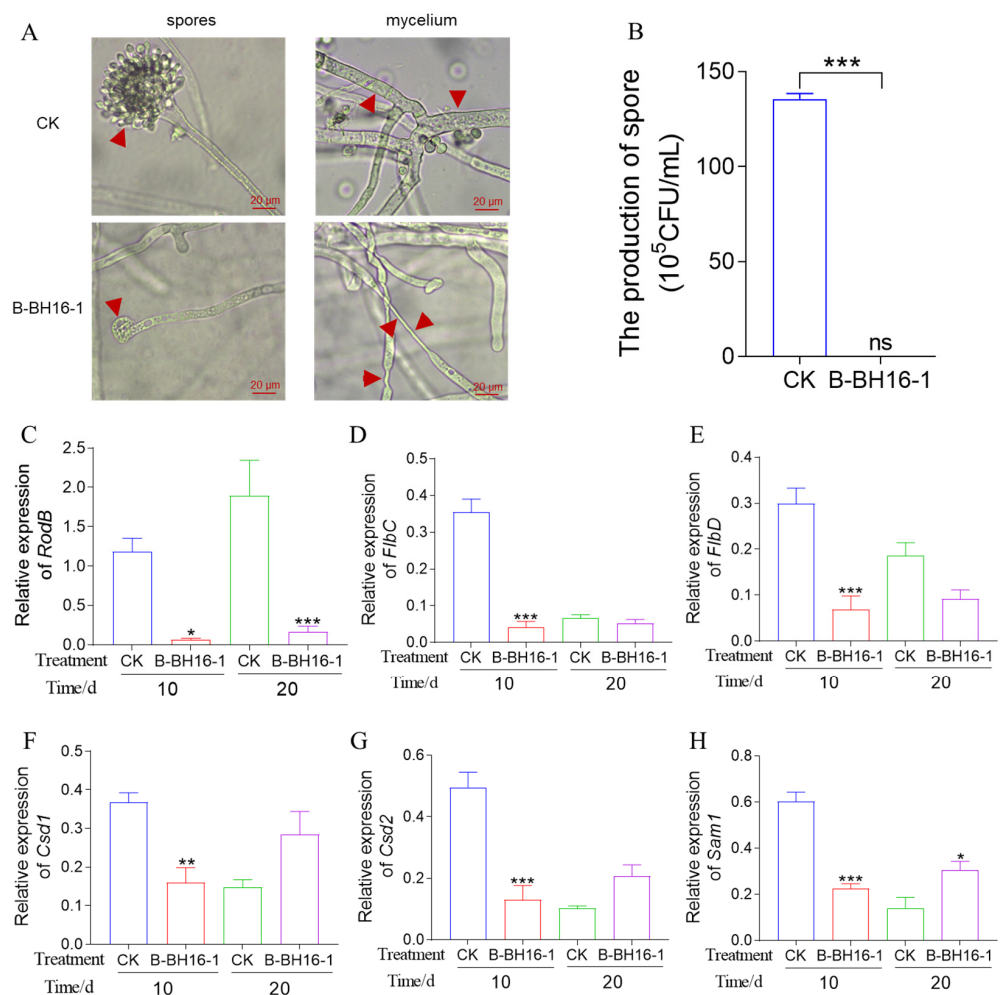 A
spores
mycelium
CK
20 μm
20 μm
B-BH16-1
20 μm
20 μm
B
The production of spore
(10⁵CFU/mL)
150
100
50
0
***
ns
CK B-BH16-1
C
Relative expression
of RodB
2.5
2.0
1.5
1.0
0.5
0.0
*
***
Treatment CK B-BH16-1 CK B-BH16-1
Time/d 10 20
D
Relative expression
of FlbC
0.5
0.4
0.3
0.2
0.1
0.0
***
Treatment CK B-BH16-1 CK B-BH16-1
Time/d 10 20
E
Relative expression
of FlbD
0.4
0.3
0.2
0.1
0.0
***
Treatment CK B-BH16-1 CK B-BH16-1
Time/d 10 20
F
Relative expression
of Csd1
0.5
0.4
0.3
0.2
0.1
0.0
**
Treatment CK B-BH16-1 CK B-BH16-1
Time/d 10 20
G
Relative expression
of Csd2
0.6
0.4
0.2
0.0
***
Treatment CK B-BH16-1 CK B-BH16-1
Time/d 10 20
H
Relative expression
of Sam1
0.8
0.6
0.4
0.2
0.0
***
*
Treatment CK B-BH16-1 CK B-BH16-1
Time/d 10 20